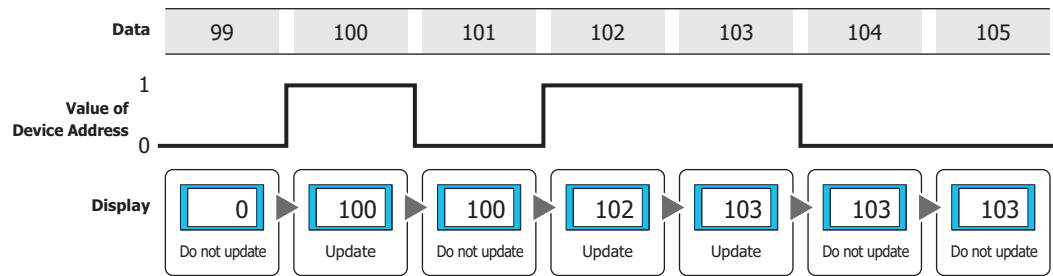 Data 99 100 101 102 103 104 105
1
Value of
Device Address
0
Display 0 100 100 102 103 103 103
Do not update Update Do not update Update Update Do not update Do not update